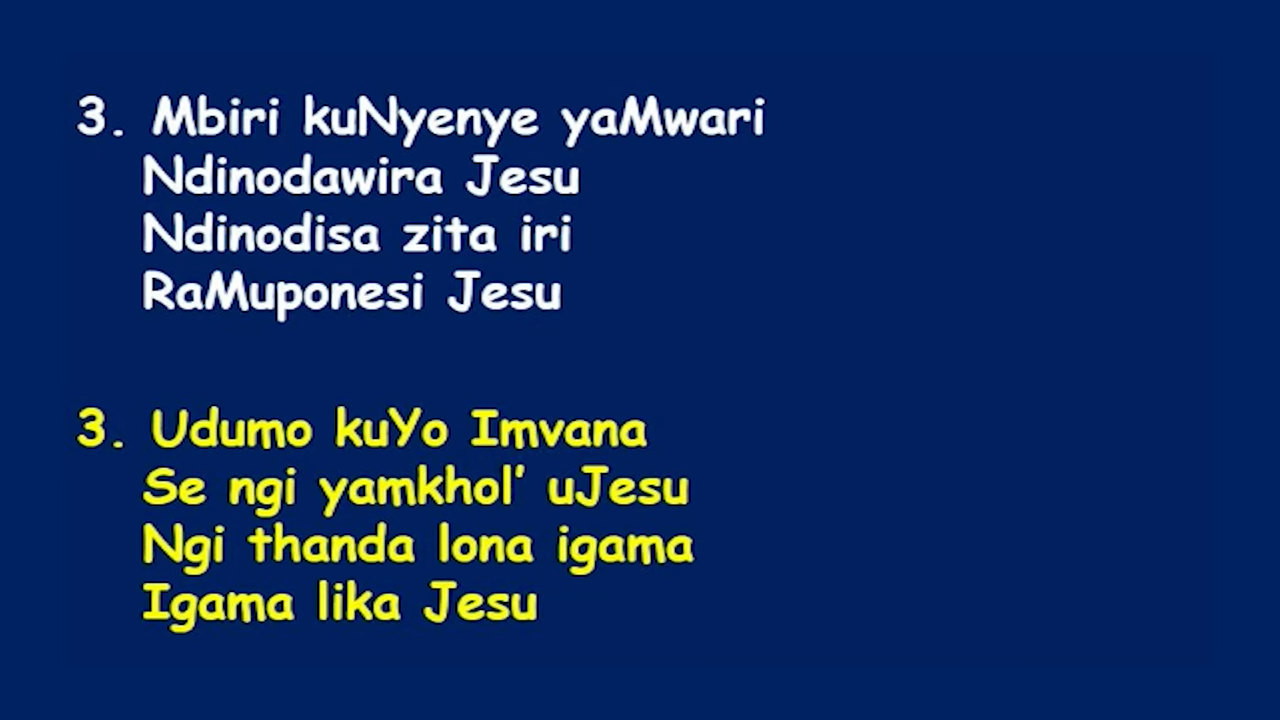 3. Mbiri kuNyenye yaMwari
Ndinodawira Jesu
Ndinodisa zita iri
RaMuponesi Jesu
3. Udumo kuYo Imvana
Se ngi yamkhol’ uJesu
Ngi thanda lona igama
Igama lika Jesu